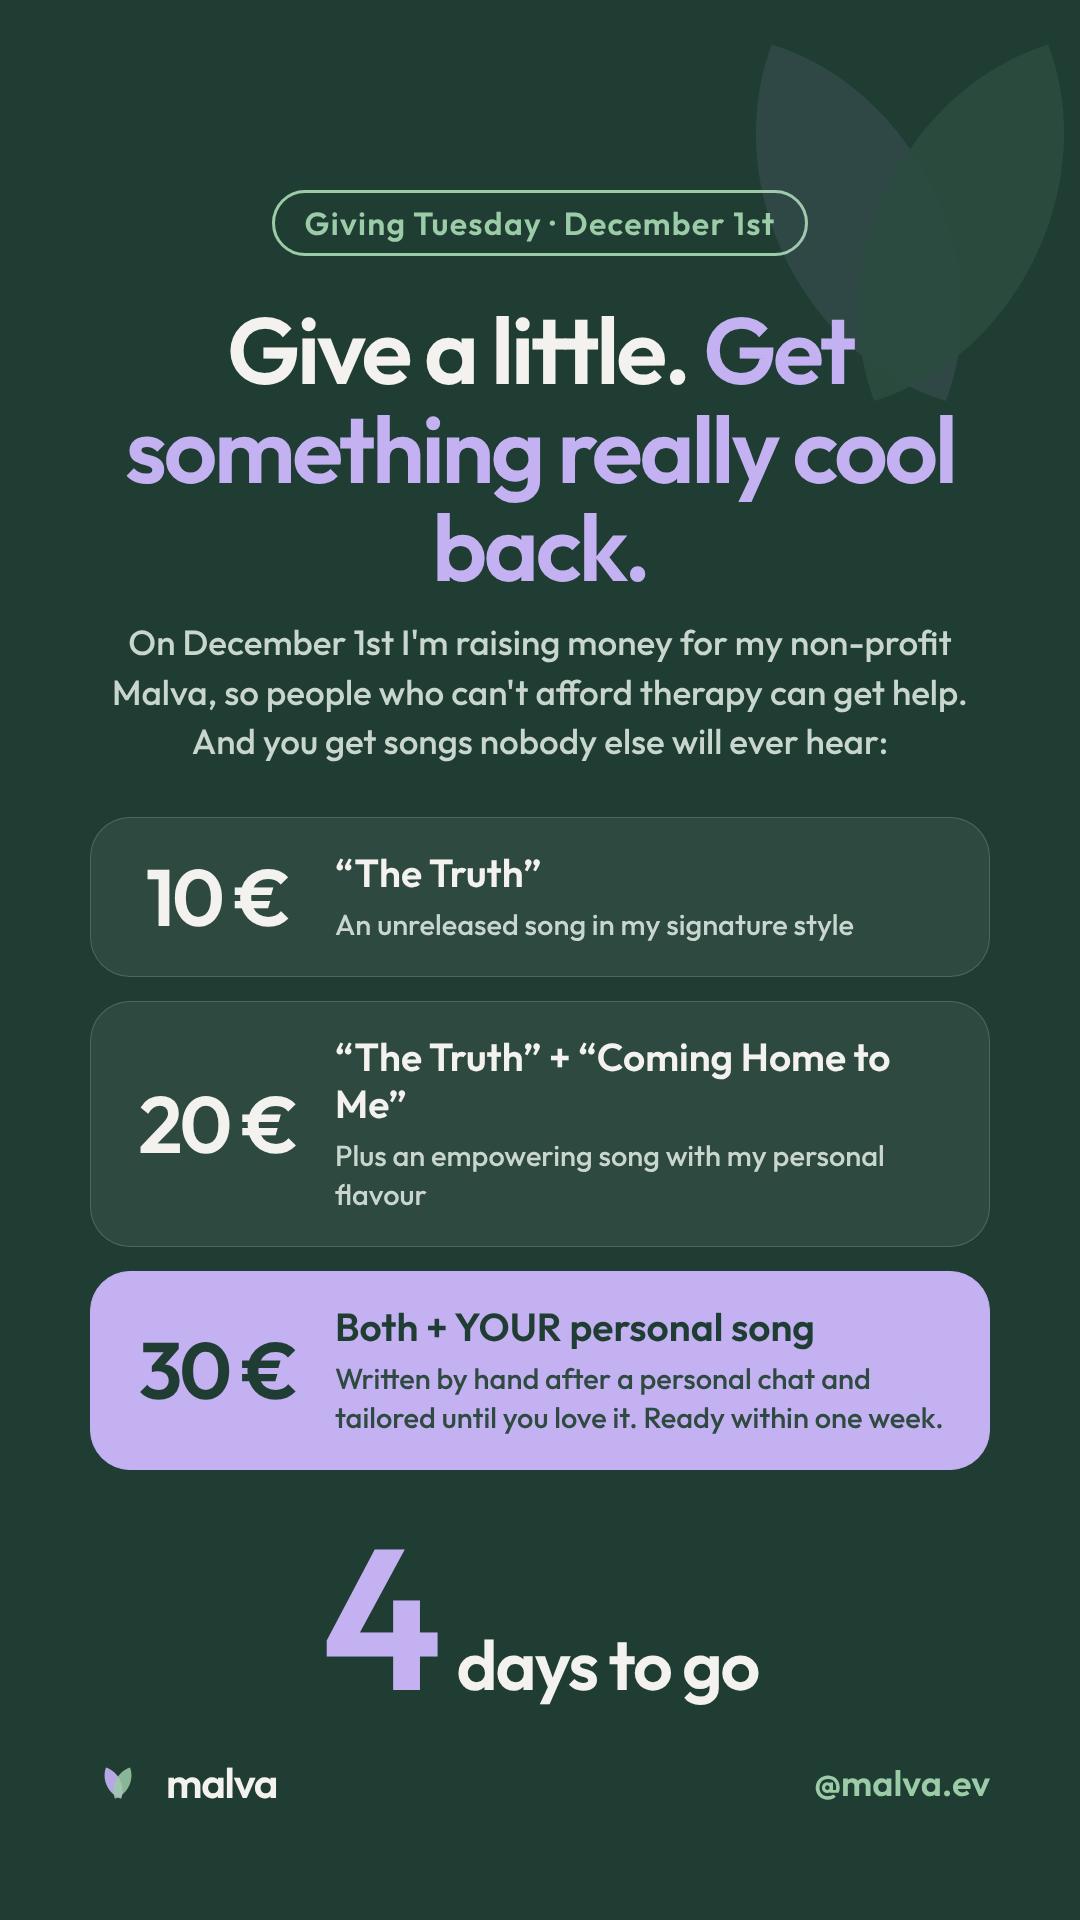 Giving Tuesday · December 1st
Give a little. Get
something really cool
back.
On December 1st I'm raising money for my non-profit
Malva, so people who can't afford therapy can get help.
And you get songs nobody else will ever hear:
10 €
“The Truth”
An unreleased song in my signature style
20 €
“The Truth” + “Coming Home to
Me”
Plus an empowering song with my personal
flavour
30 €
Both + YOUR personal song
Written by hand after a personal chat and
tailored until you love it. Ready within one week.
4 days to go
malva
@malva.ev